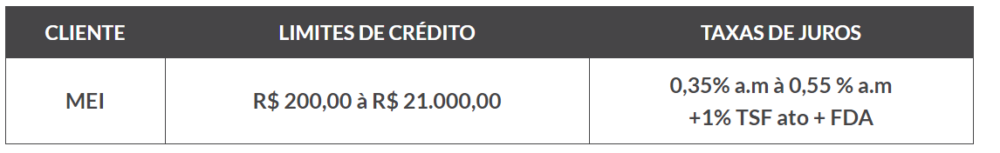 CLIENTE LIMITES DE CRÉDITO TAXAS DE JUROS
MEI R$ 200,00 à R$ 21.000,00 0,35% a.m à 0,55 % a.m
+1% TSF ato + FDA